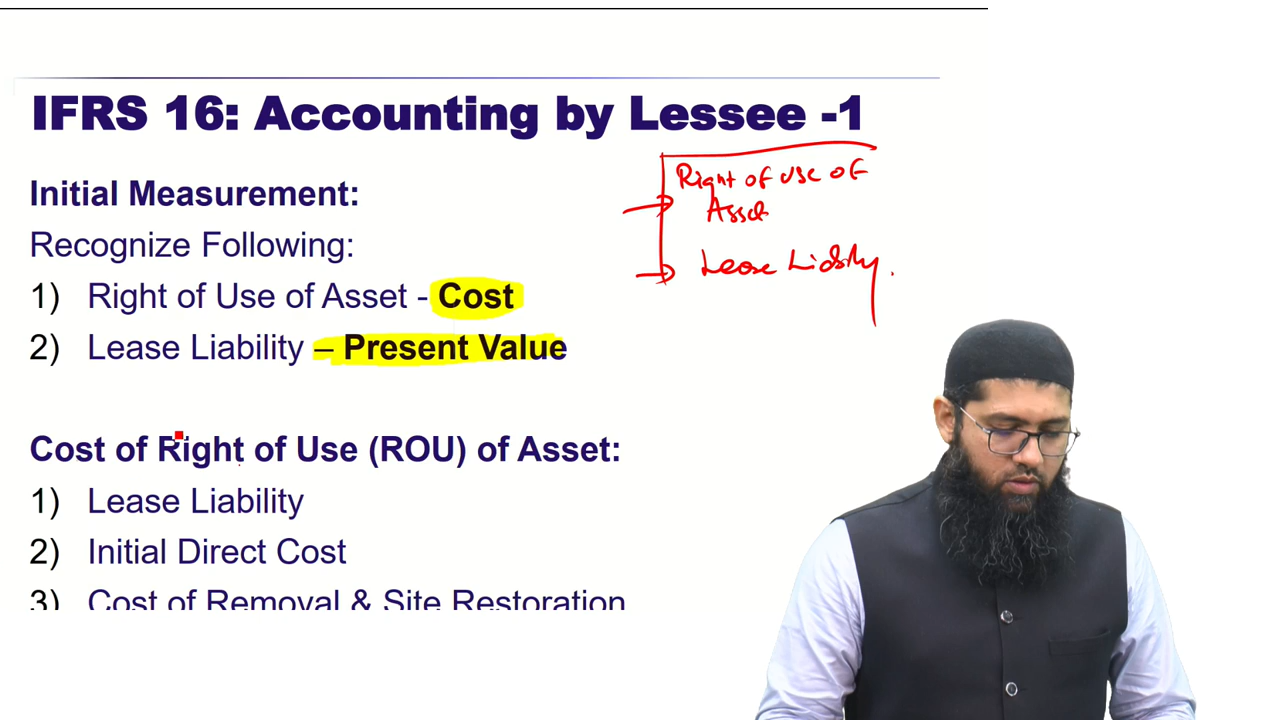 IFRS 16: Accounting by Lessee -1
Initial Measurement:
Recognize Following:
1) Right of Use of Asset - Cost
2) Lease Liability – Present Value
Right of use of
Asset
Lease Liability.
Cost of Right of Use (ROU) of Asset:
1) Lease Liability
2) Initial Direct Cost
3) Cost of Removal & Site Restoration